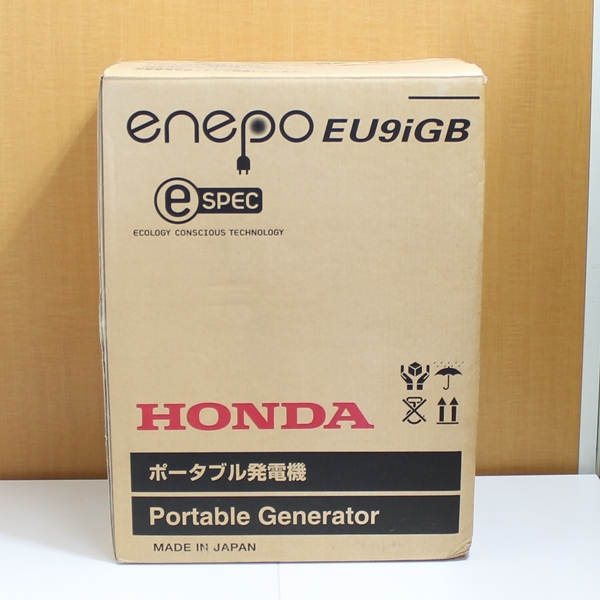 enepo EU9iGB
e SPEC
ECOLOGY CONSCIOUS TECHNOLOGY
HONDA
ポータブル発電機
Portable Generator
MADE IN JAPAN